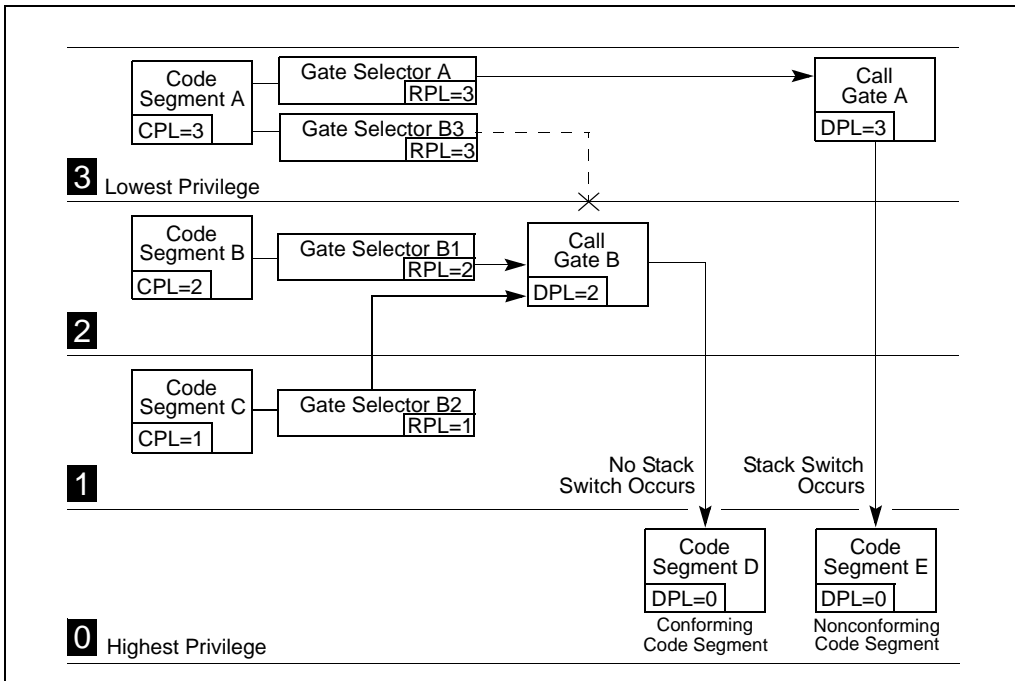 Code
Segment A
CPL=3
Gate Selector A
RPL=3
Gate Selector B3
RPL=3
Call
Gate A
DPL=3
3 Lowest Privilege
Code
Segment B
CPL=2
Gate Selector B1
RPL=2
Call
Gate B
DPL=2
2
Code
Segment C
CPL=1
Gate Selector B2
RPL=1
No Stack
Switch Occurs
Stack Switch
Occurs
1
Code
Segment D
DPL=0
Conforming
Code Segment
Code
Segment E
DPL=0
Nonconforming
Code Segment
0 Highest Privilege